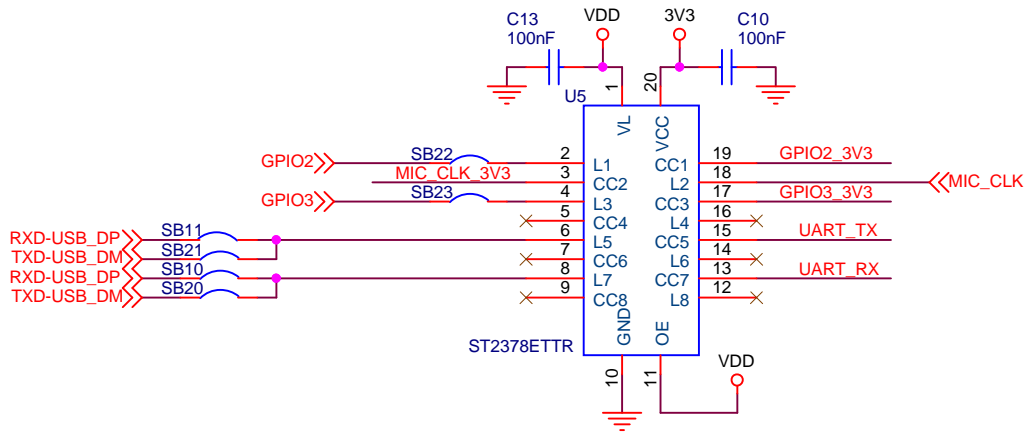 C13
100nF
VDD
3V3
C10
100nF
U5
1
20
VL
VCC
GPIO2
SB22
2
L1
CC1
19
GPIO2_3V3
MIC_CLK_3V3
3
CC2
L2
18
MIC_CLK
GPIO3
SB23
4
L3
CC3
17
GPIO3_3V3
5
CC4
L4
16
RXD-USB_DP
SB11
6
L5
CC5
15
UART_TX
TXD-USB_DM
SB21
7
CC6
L6
14
RXD-USB_DP
SB10
8
L7
CC7
13
UART_RX
TXD-USB_DM
SB20
9
CC8
L8
12
GND
OE
ST2378ETTR
10
11
VDD